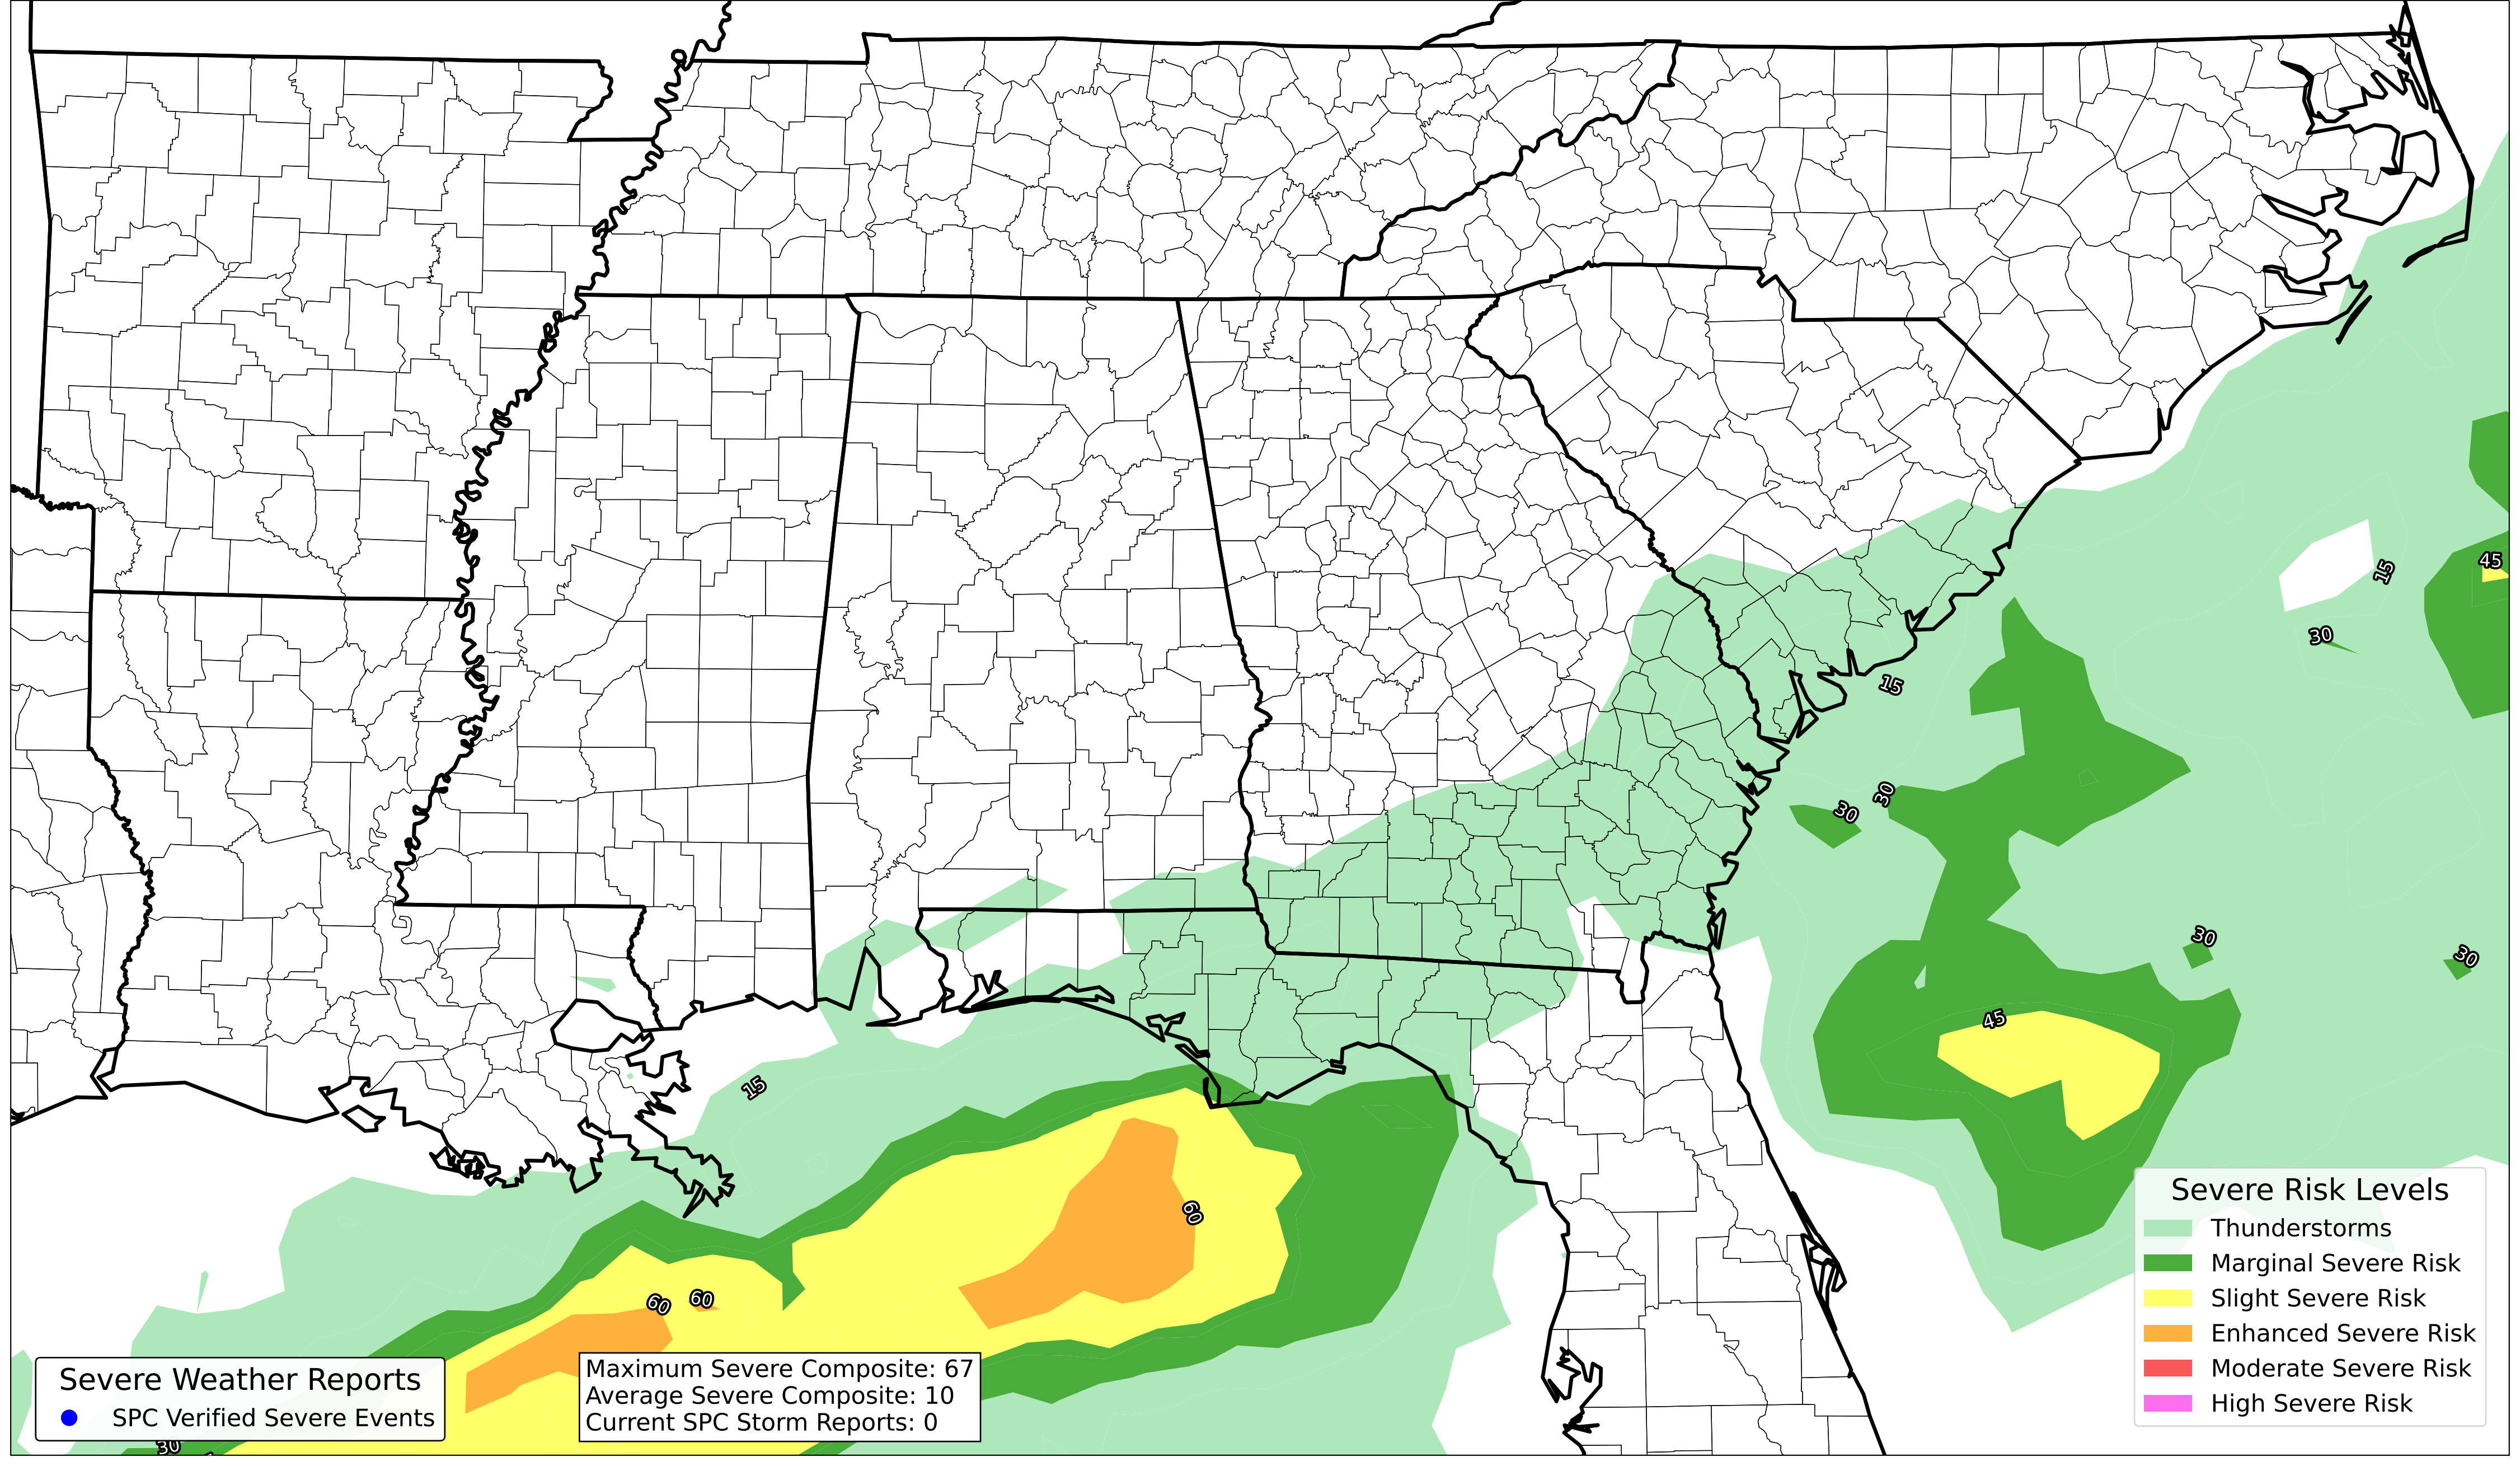 45
15
30
15
30
30
30
30
45
15
60
60
60
30
Severe Risk Levels
Thunderstorms
Marginal Severe Risk
Slight Severe Risk
Enhanced Severe Risk
Moderate Severe Risk
High Severe Risk
Severe Weather Reports
SPC Verified Severe Events
Maximum Severe Composite: 67
Average Severe Composite: 10
Current SPC Storm Reports: 0